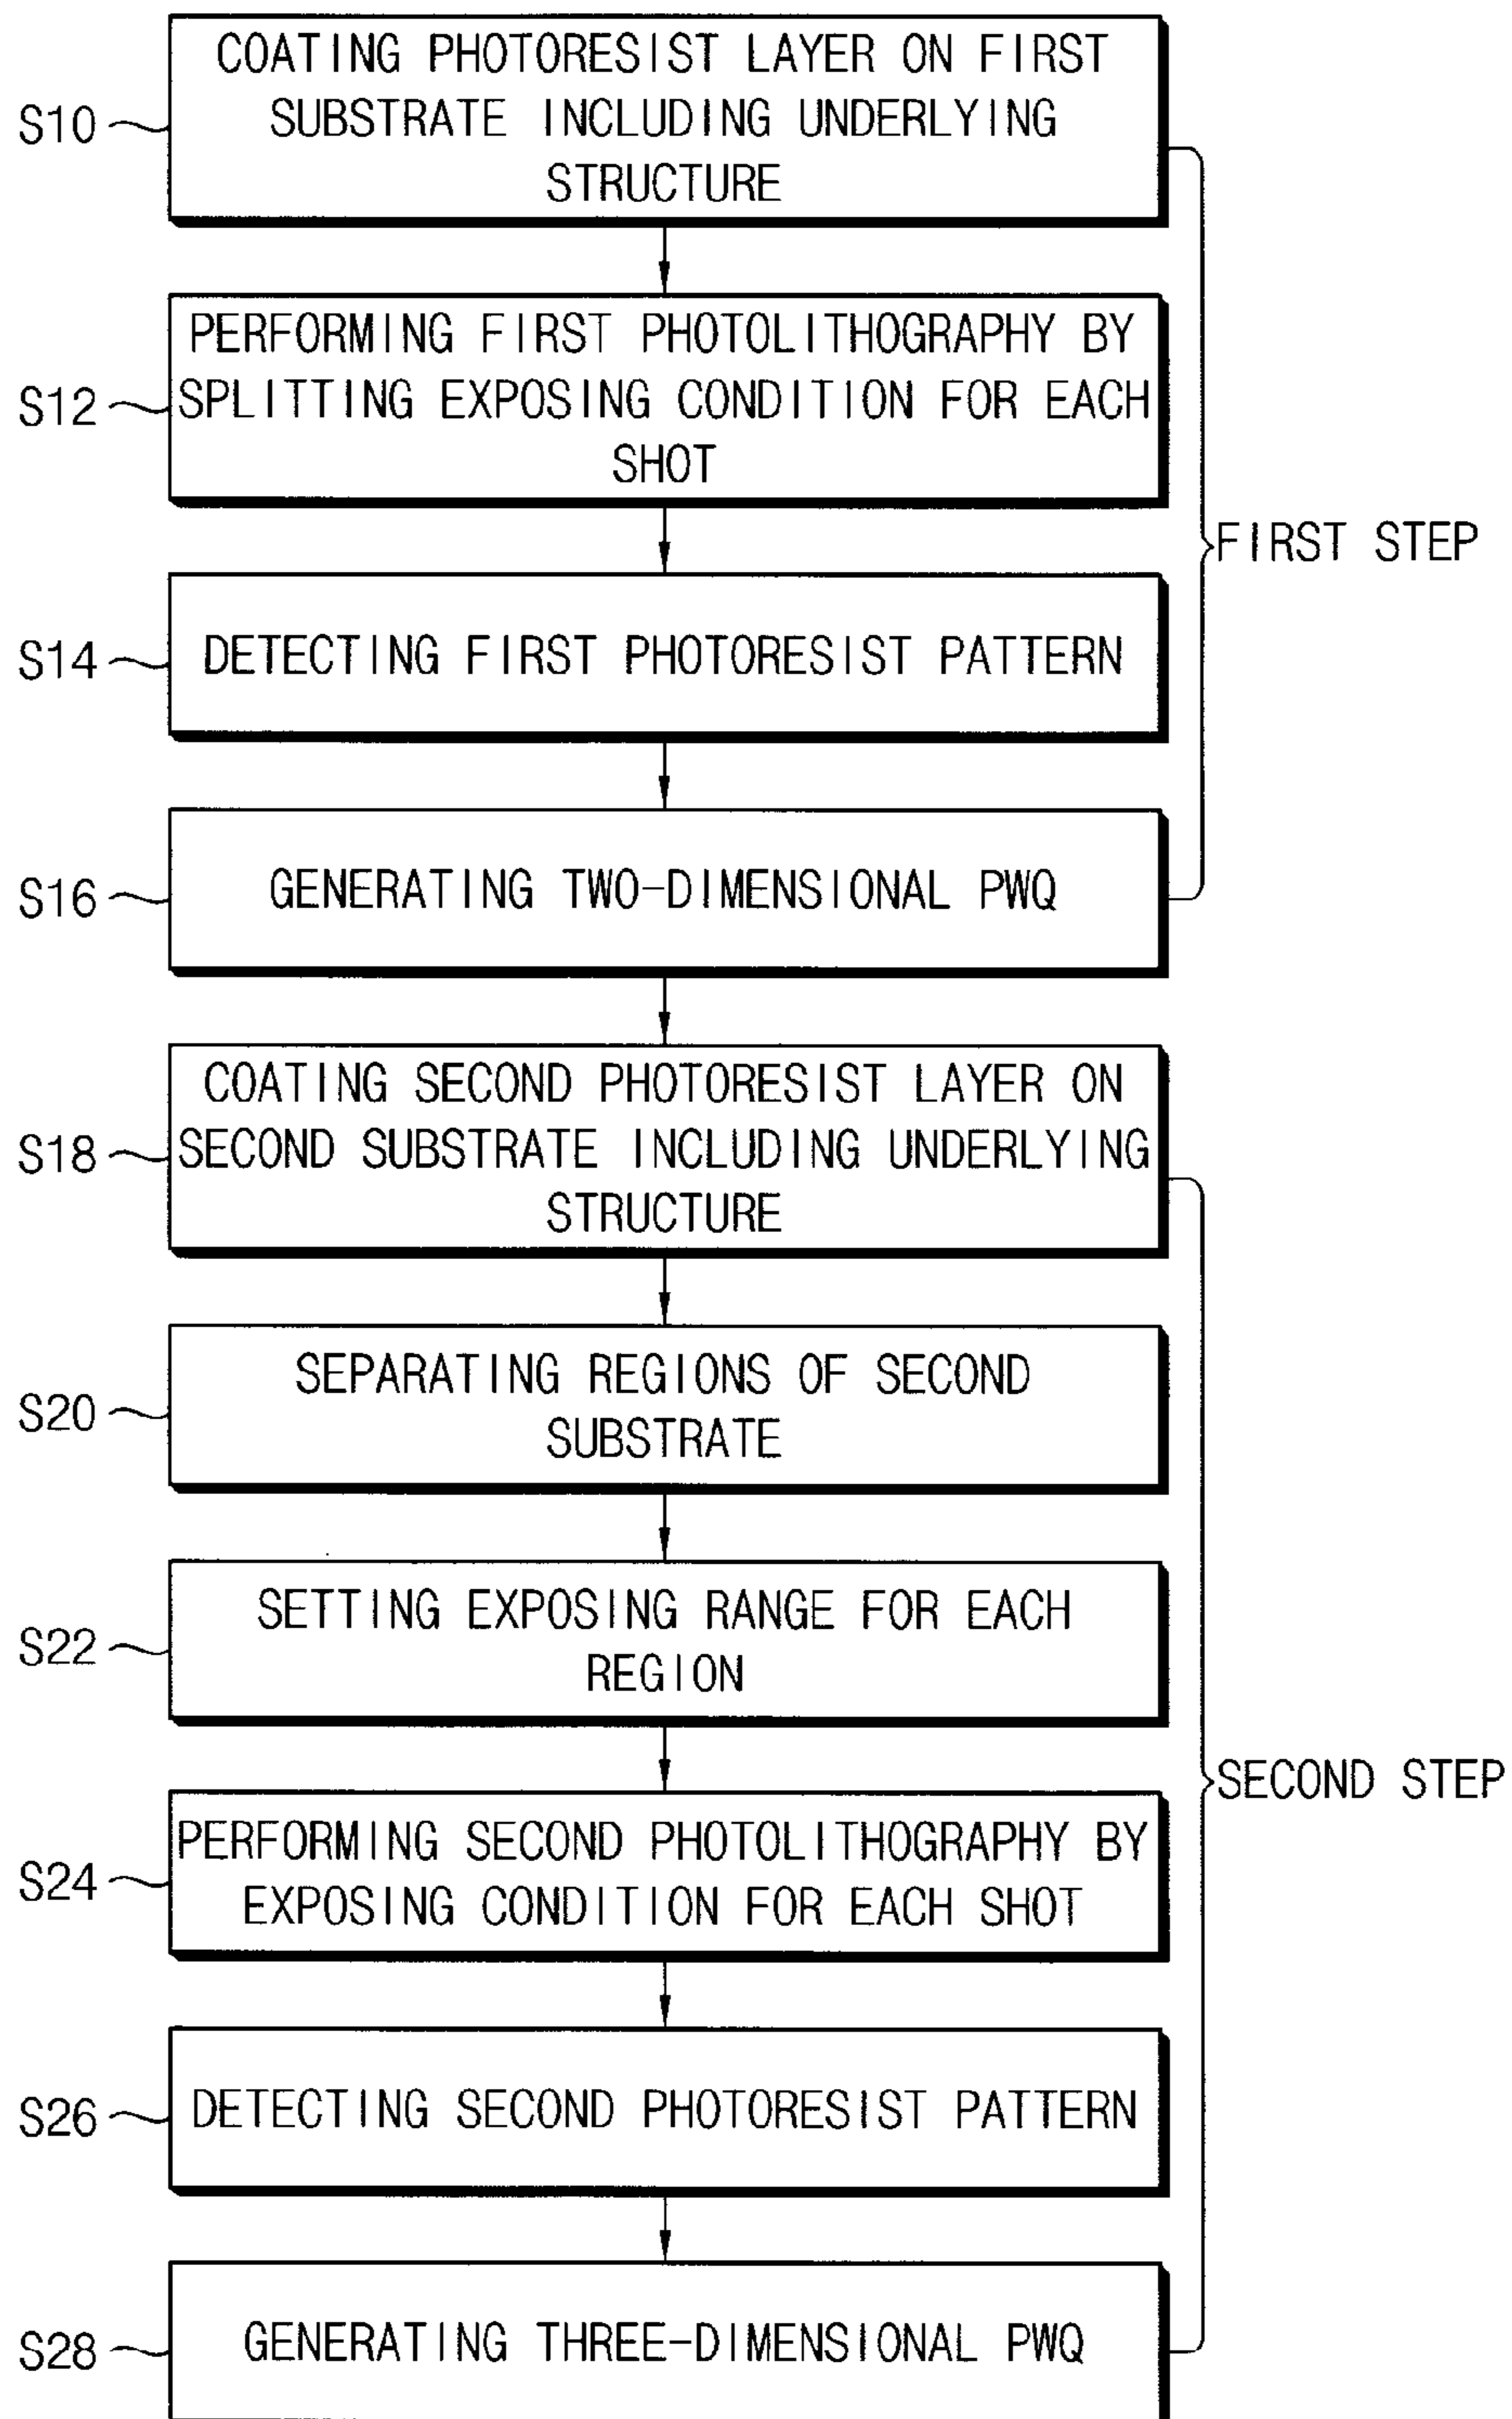 COATING PHOTORESIST LAYER ON FIRST
SUBSTRATE INCLUDING UNDERLYING
STRUCTURE
S10
PERFORMING FIRST PHOTOLITHOGRAPHY BY
SPLITTING EXPOSING CONDITION FOR EACH
SHOT
S12
FIRST STEP
DETECTING FIRST PHOTORESIST PATTERN
S14
GENERATING TWO-DIMENSIONAL PWQ
S16
COATING SECOND PHOTORESIST LAYER ON
SECOND SUBSTRATE INCLUDING UNDERLYING
STRUCTURE
S18
SEPARATING REGIONS OF SECOND
SUBSTRATE
S20
SETTING EXPOSING RANGE FOR EACH
REGION
S22
SECOND STEP
PERFORMING SECOND PHOTOLITHOGRAPHY BY
EXPOSING CONDITION FOR EACH SHOT
S24
DETECTING SECOND PHOTORESIST PATTERN
S26
GENERATING THREE-DIMENSIONAL PWQ
S28